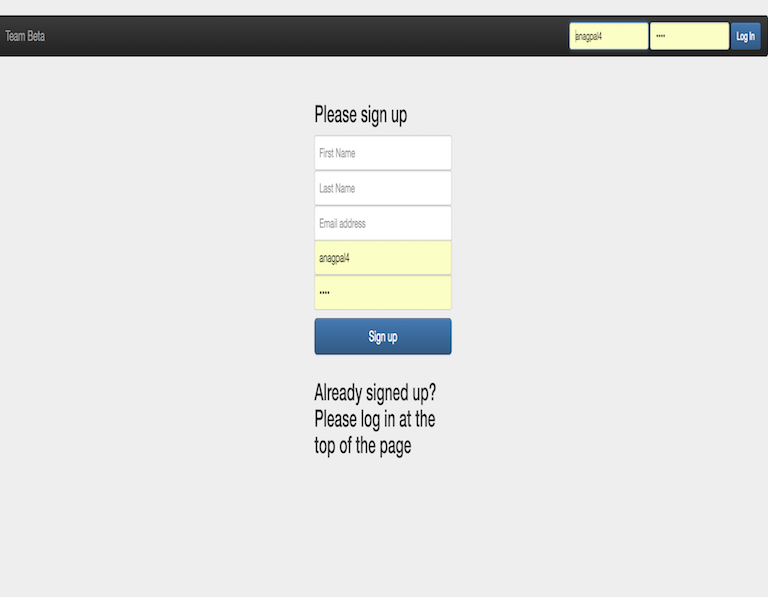 Team Beta
anagpal4
••••
Log In
Please sign up
First Name
Last Name
Email address
anagpal4
••••
Sign up
Already signed up?
Please log in at the
top of the page